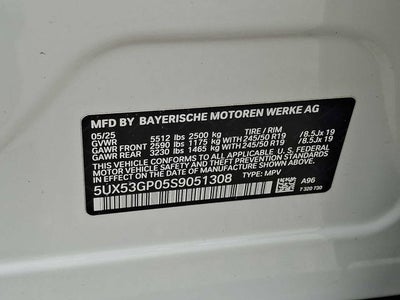 MFD BY BAYERISCHE MOTOREN WERKE AG
05/25
GVWR 5512 lbs 2500 kg TIRE / RIM
GAWR FRONT 2590 lbs 1175 kg WITH 245/50 R19 /8.5Jx 19
GAWR REAR 3230 lbs 1465 kg WITH 245/50 R19 /8.5Jx 19
THIS VEHICLE CONFORMS TO ALL APPLICABLE FEDERAL
MOTOR VEHICLE SAFETY, BUMPER, AND THEFT PREVENTION
STANDARDS IN EFFECT ON THE DATE OF MANUFACTURE SHOWN ABOVE.
5UX53GP05S9051308 TYPE: MPV A96
T 320 730